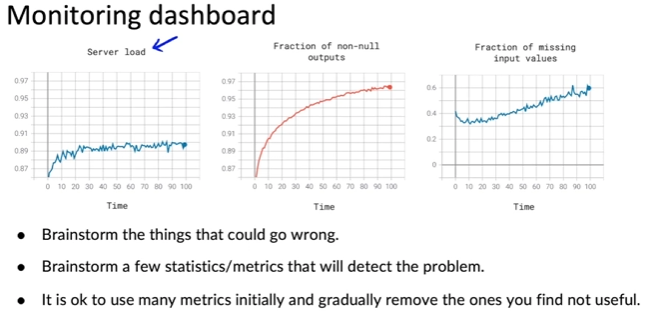 Monitoring dashboard
Server load
0.97
0.95
0.93
0.91
0.89
0.87
0 10 20 30 40 50 60 70 80 90 100
Time
Fraction of non-null
outputs
0.97
0.95
0.93
0.91
0.89
0.87
0 10 20 30 40 50 60 70 80 90 100
Time
Fraction of missing
input values
0.6
0.4
0.2
0
0 10 20 30 40 50 60 70 80 90 100
Time
● Brainstorm the things that could go wrong.
● Brainstorm a few statistics/metrics that will detect the problem.
● It is ok to use many metrics initially and gradually remove the ones you find not useful.